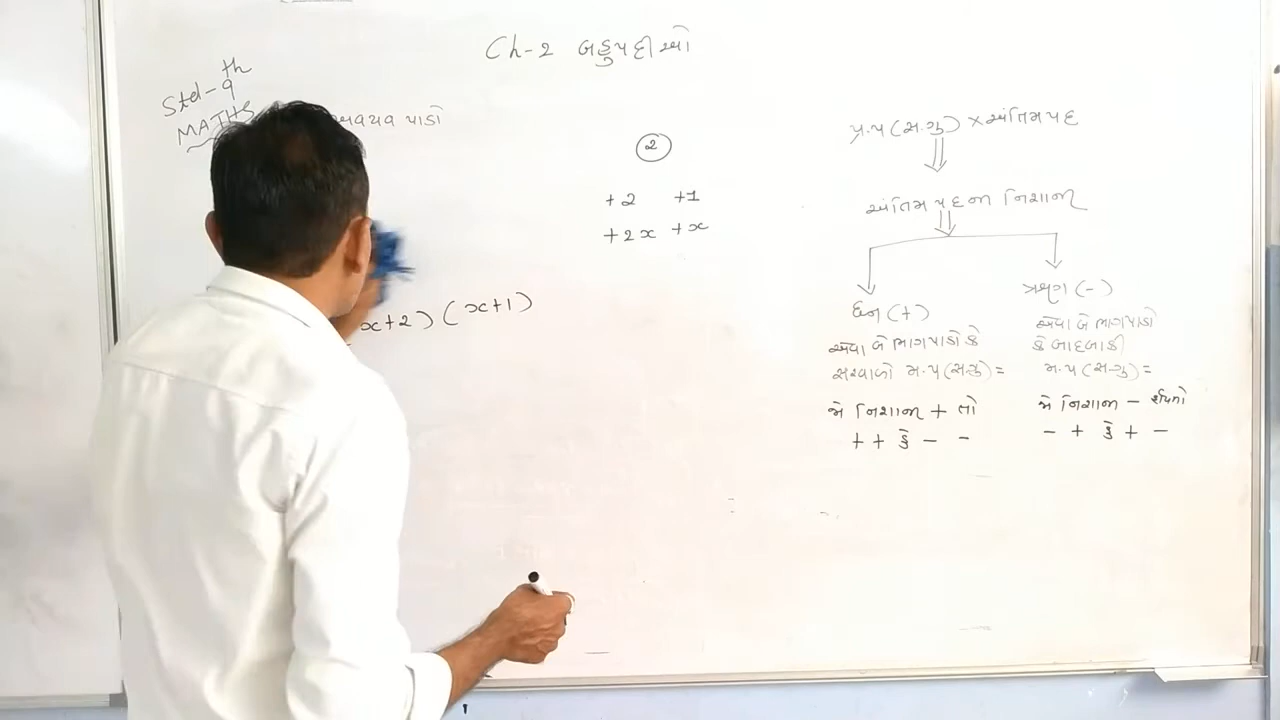 Ch-2 બહુપદીઓ
Std-9th
MATHS
અવયવ પાડો
2
+2 +1
+2x +x
x+2)(x+1)
પ્ર.પ(સ.ગુ) × અંતિમ પદ
અંતિમ પદના નિશાન
ધન (+)
એવા બે ભાગ પાડો કે
સરવાળો મ.પ(સ.ગુ)=
જો નિશાન + તો
++ કે - -
ઋણ (-)
એવા બે ભાગ પાડો
કે બાદબાકી
મ.પ(સ.ગુ)=
જો નિશાન -
- + કે + -